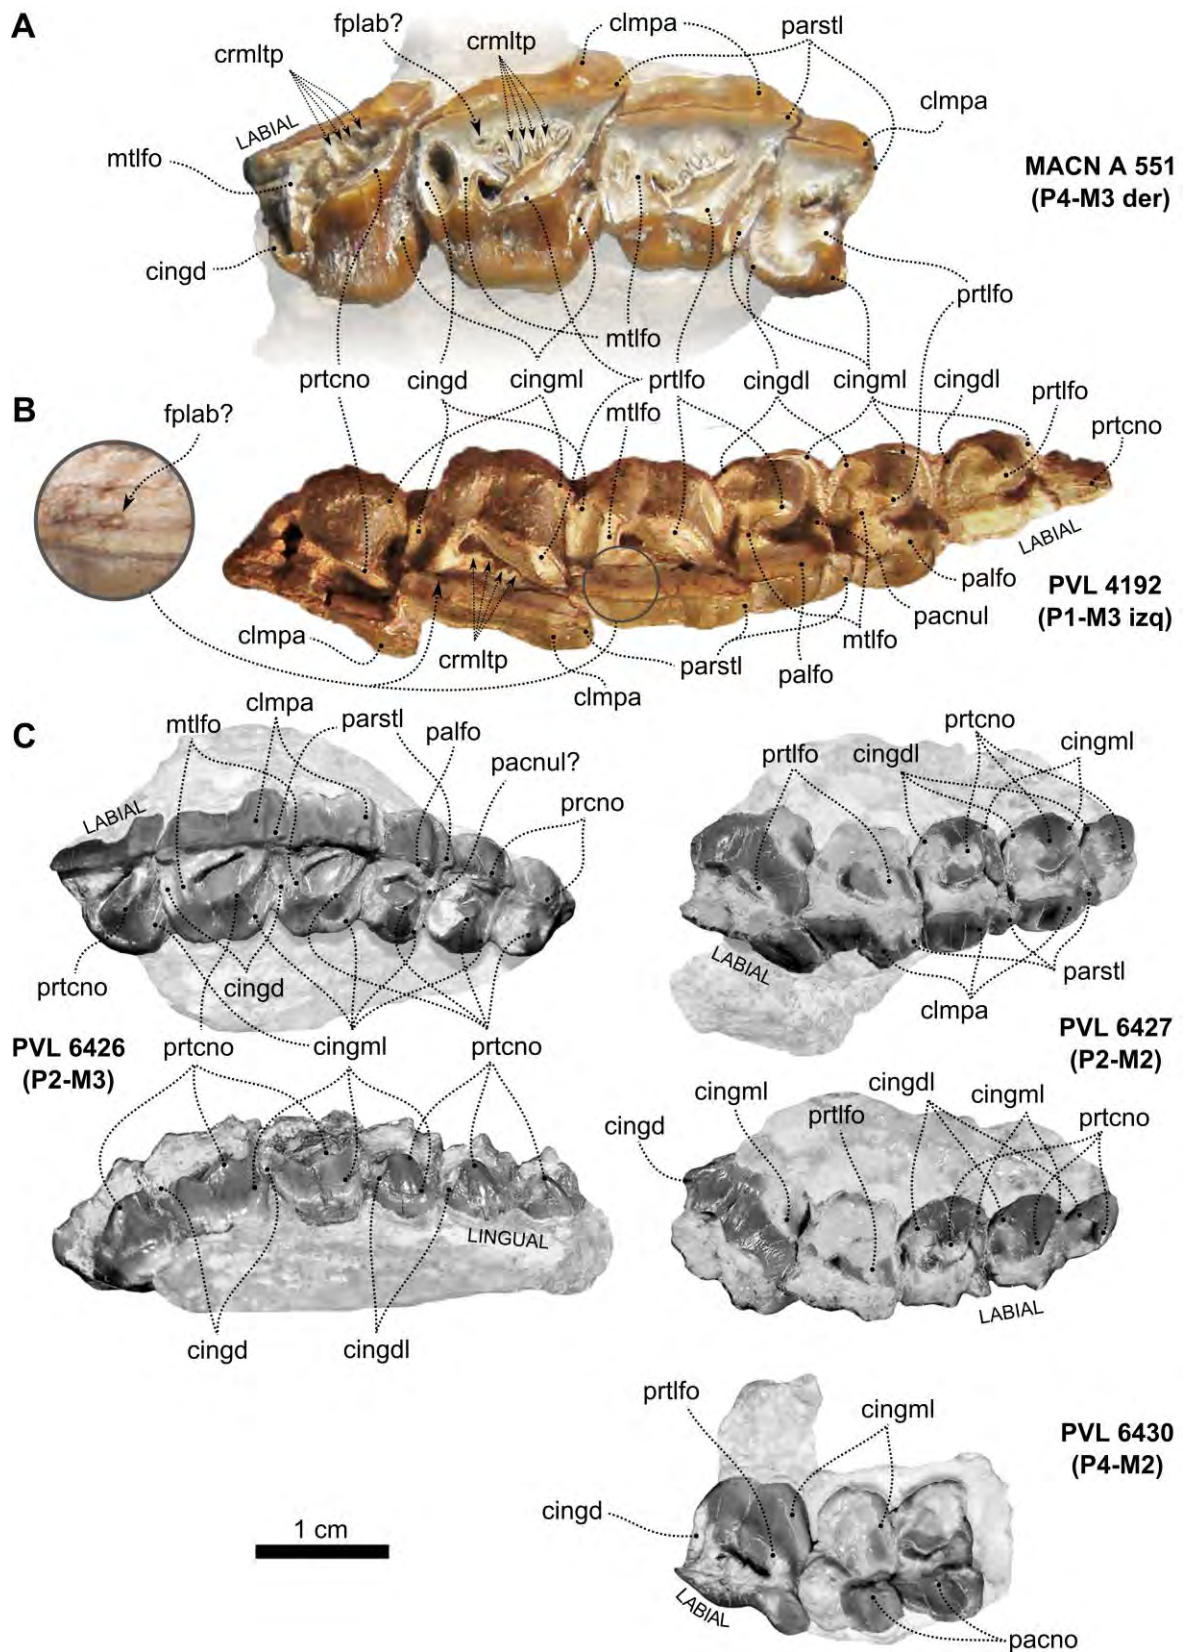 A
fplab?
crmltp
clmpa
parstl
crmltp
LABIAL
clmpa
mtlfo
MACN A 551
(P4-M3 der)
cingd
prtlfo
mtlfo
prtcno
cingd
cingml
prtlfo
cingdl
cingml
cingdl
B
fplab?
mtlfo
prtlfo
prtcno
LABIAL
palfo
PVL 4192
(P1-M3 izq)
pacnul
clmpa
crmltp
parstl
mtlfo
palfo
clmpa
C
mtlfo
clmpa
parstl
palfo
pacnul?
LABIAL
prcno
prtcno
cingd
PVL 6426
(P2-M3)
prtcno
cingml
prtcno
LINGUAL
cingd
cingdl
prtlfo
cingdl
prtcno
cingml
LABIAL
parstl
clmpa
PVL 6427
(P2-M2)
cingd
cingml
prtlfo
cingdl
cingml
prtcno
LABIAL
prtlfo
cingml
PVL 6430
(P4-M2)
cingd
LABIAL
pacno
1 cm